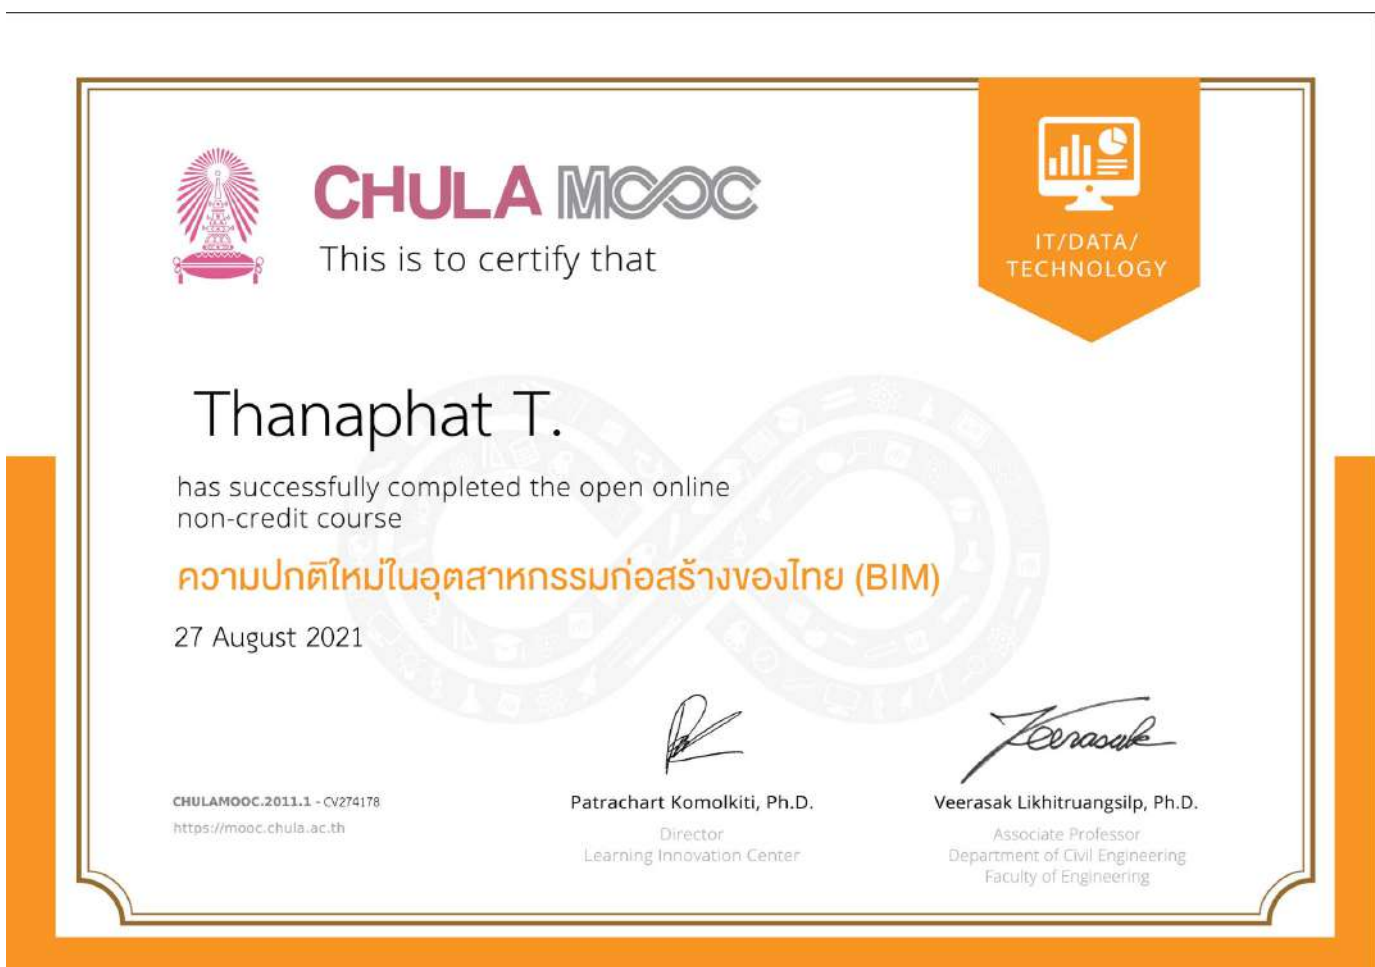 CHULA MOOC
This is to certify that
IT/DATA/
TECHNOLOGY
Thanaphat T.
has successfully completed the open online
non-credit course
ความปกติใหม่ในอุตสาหกรรมก่อสร้างของไทย (BIM)
27 August 2021
Veerasak
CHULAMOOC.2011.1 - CV274178
https://mooc.chula.ac.th
Patrachart Komolkiti, Ph.D.
Director
Learning Innovation Center
Veerasak Likhitruangsilp, Ph.D.
Associate Professor
Department of Civil Engineering
Faculty of Engineering